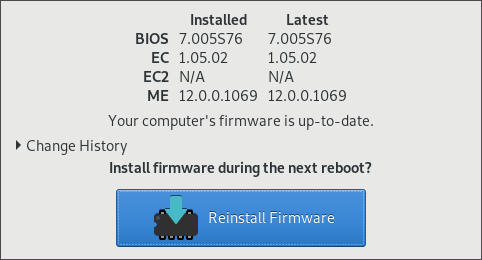 Installed Latest
BIOS 7.005S76 7.005S76
EC 1.05.02 1.05.02
EC2 N/A N/A
ME 12.0.0.1069 12.0.0.1069
Your computer's firmware is up-to-date.
Change History
Install firmware during the next reboot?
Reinstall Firmware